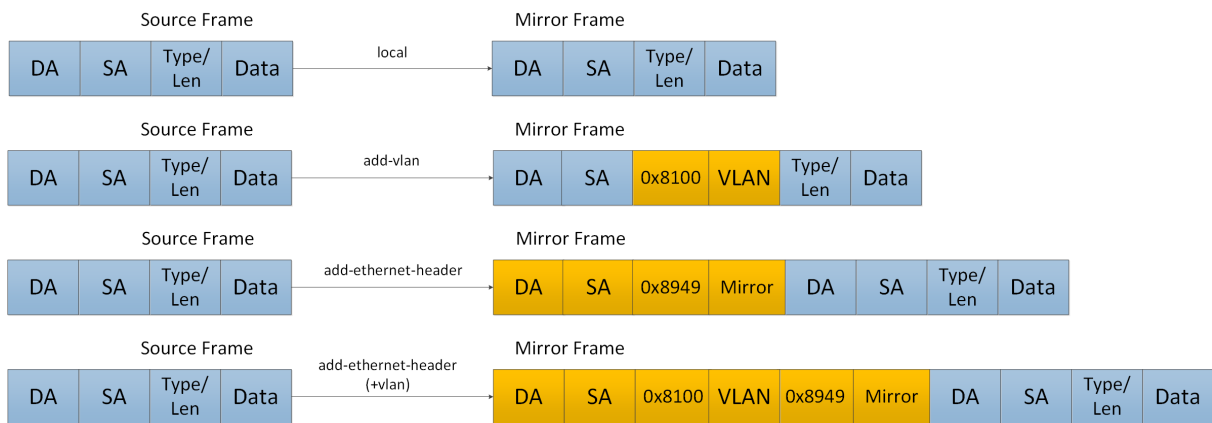 Source Frame Mirror Frame
local
DA SA Type/ Data DA SA Type/ Data
Len Len
Source Frame Mirror Frame
add-vlan
DA SA Type/ Data DA SA 0x8100 VLAN Type/ Data
Len Len
Source Frame Mirror Frame
add-ethernet-header
DA SA Type/ Data DA SA 0x8949 Mirror DA SA Type/ Data
Len Len
Source Frame Mirror Frame
add-ethernet-header
(+vlan)
DA SA Type/ Data DA SA 0x8100 VLAN 0x8949 Mirror DA SA Type/ Data
Len Len